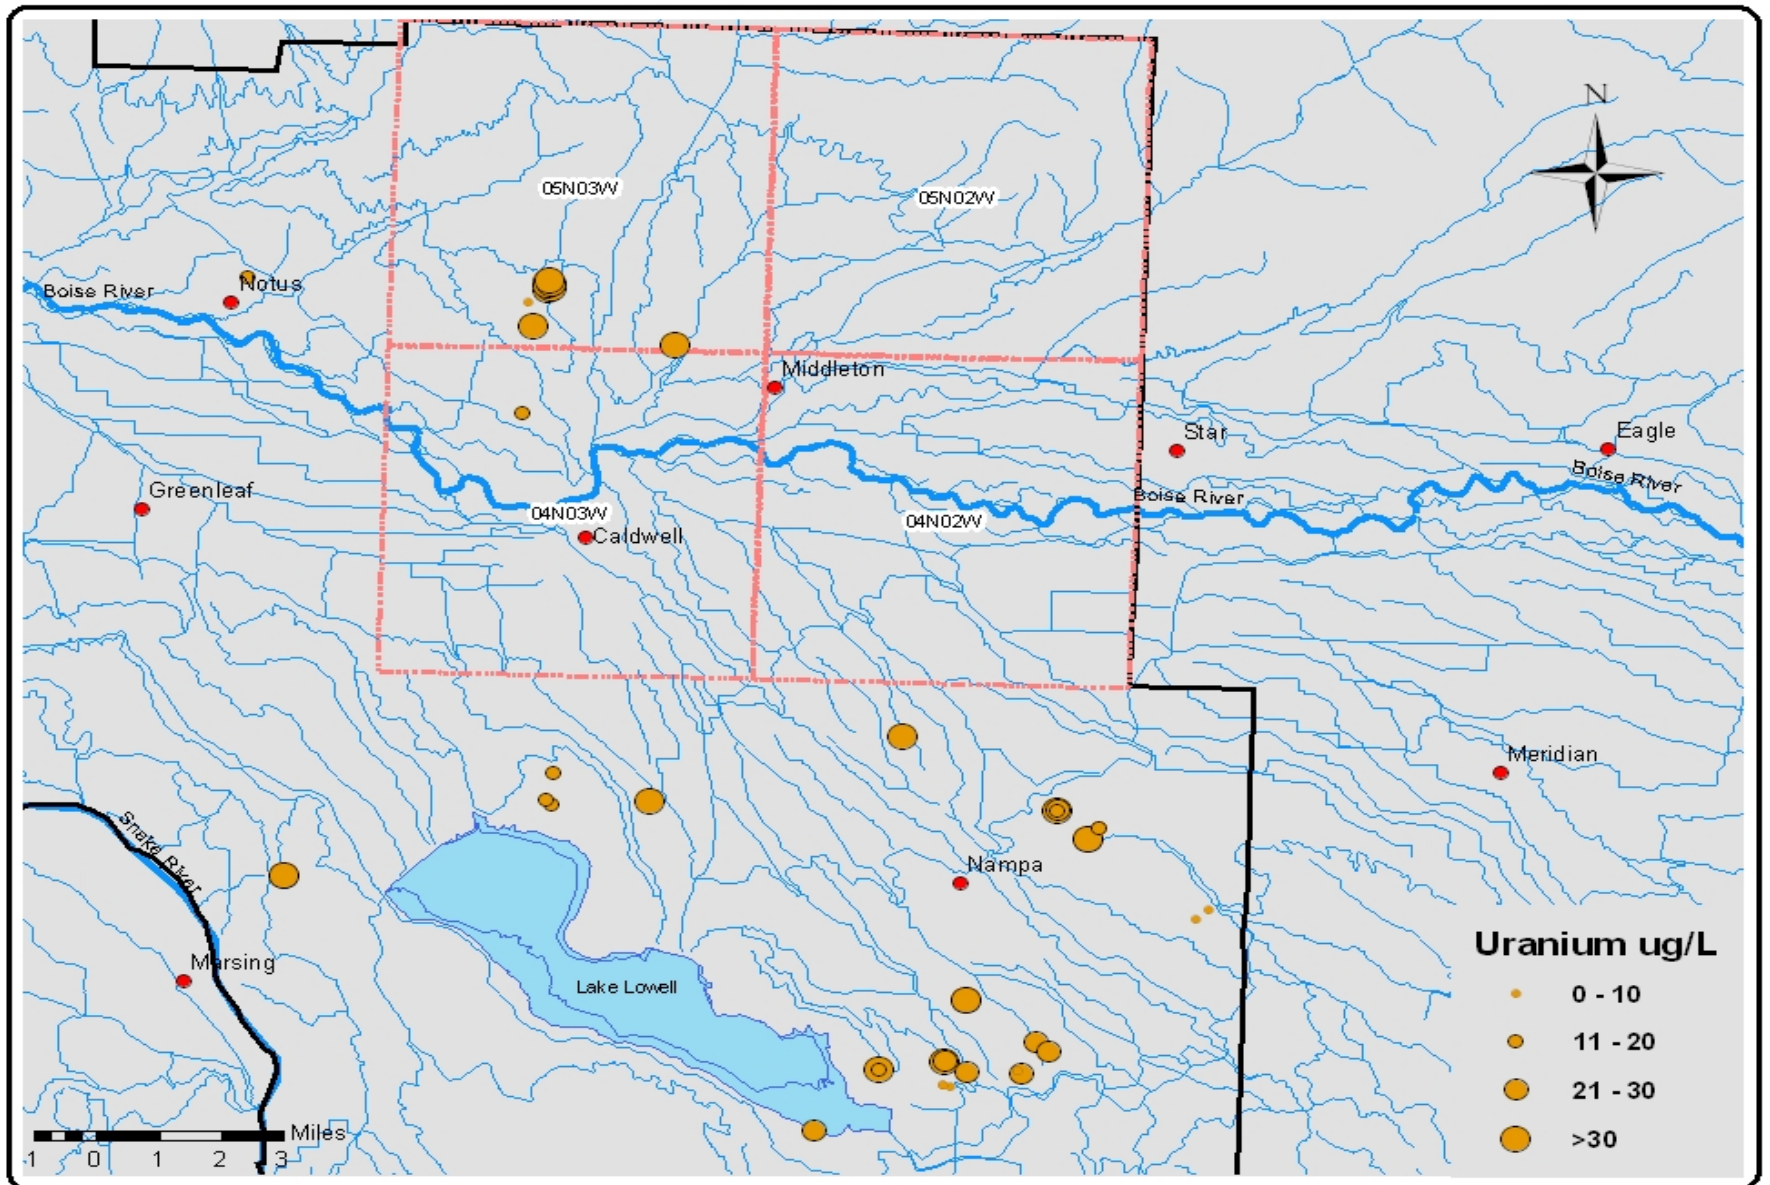 N
05N03W
05N02W
Boise River
Notus
Middleton
Star
Eagle
Boise River
Boise River
Greenleaf
04N03W
04N02W
Caldwell
Meridian
Snake River
Nampa
Marsing
Lake Lowell
Uranium ug/L
0 - 10
11 - 20
21 - 30
>30
Miles
1 0 1 2 3